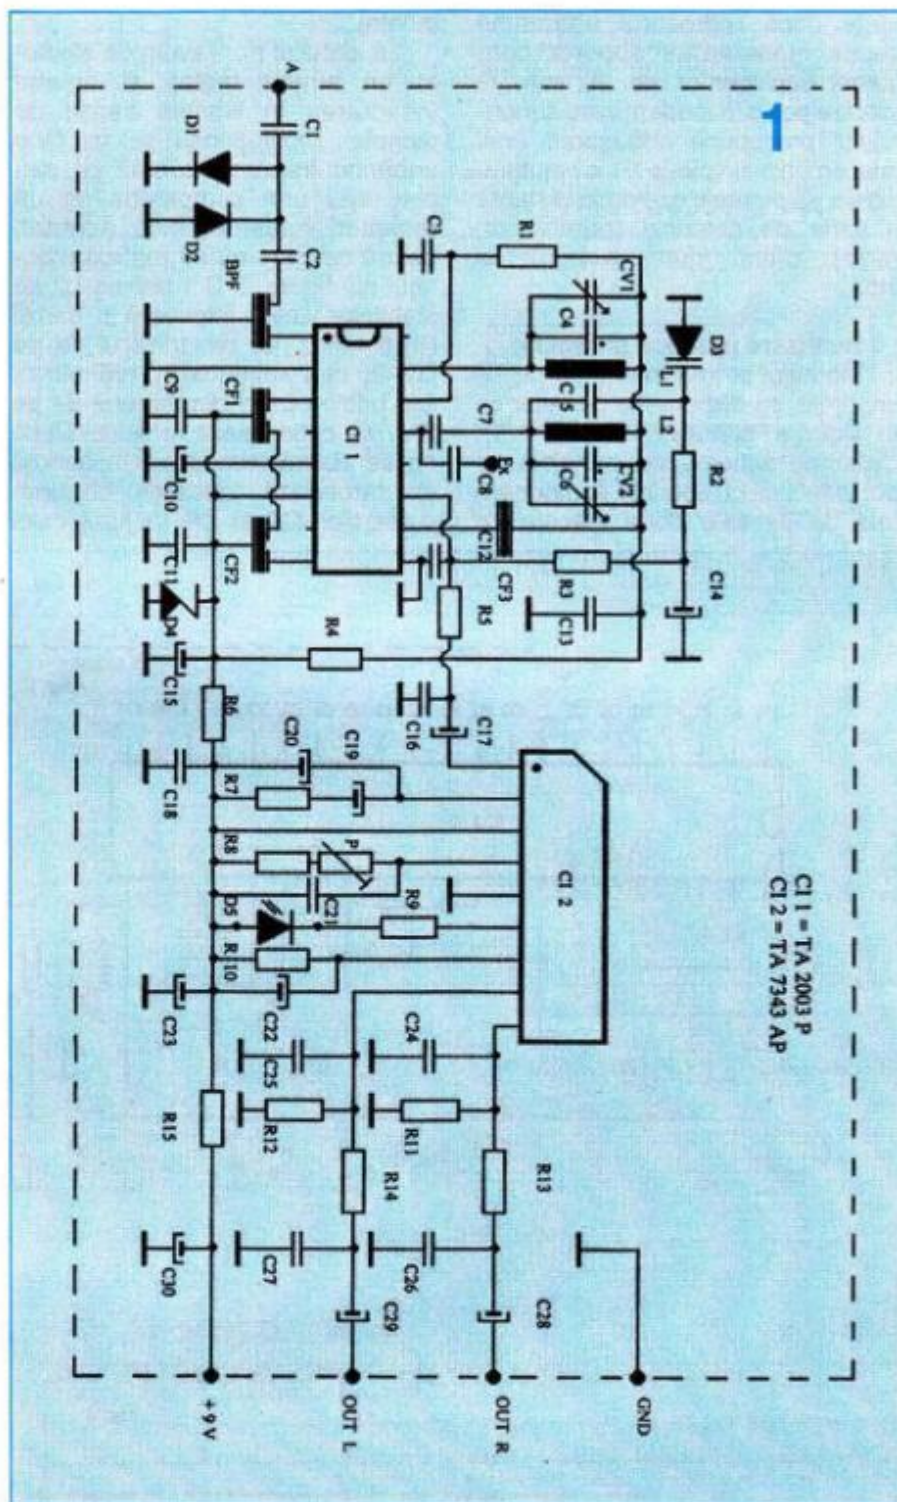 1
A
C1
D1
D2
C2
BPF
C3
R1
CV1
C4
D3
L1
C5
L2
C6
CV2
R2
C7
C8
Ex
CI
1
CF1
C9
C10
CF2
C11
D4
C12
CF3
R3
C13
C14
R5
R4
C15
R6
C16
C17
C18
C20
C19
R7
R8
P
C21
D5
R9
R10
C22
C23
CI 2
CI 1 = TA 2003 P
CI 2 = TA 7343 AP
C24
C25
R12
R11
R15
R14
R13
C30
C27
C26
C29
C28
+9V
OUT L
OUT R
GND